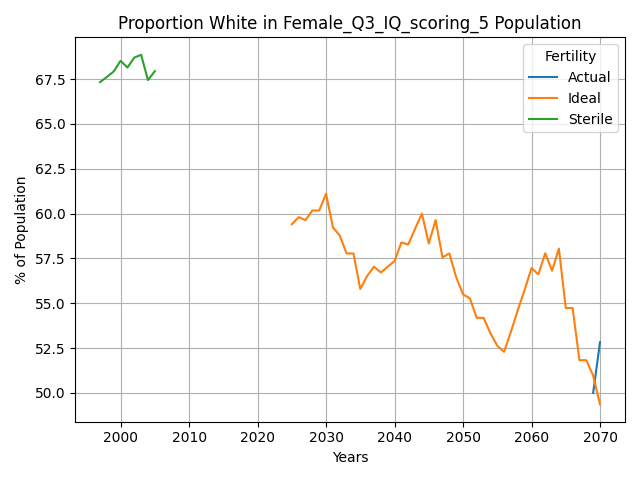 Proportion White in Female_Q3_IQ_scoring_5 Population
Fertility
Actual
Ideal
Sterile
% of Population
67.5
65.0
62.5
60.0
57.5
55.0
52.5
50.0
2000 2010 2020 2030 2040 2050 2060 2070
Years